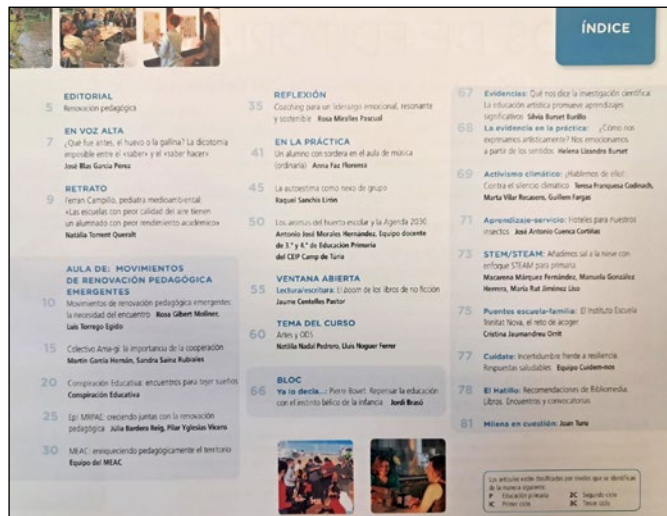 ÍNDICE
EDITORIAL
5 Renovación pedagógica
EN VOZ ALTA
7 ¿Qué fue antes, el huevo o la gallina? La dicotomía
imposible entre el «saber» y el «saber hacer»
José Blas García Pérez
RETRATO
9 Ferran Campillo, pediatra medioambiental:
«Las escuelas con peor calidad del aire tienen
un alumnado con peor rendimiento académico»
Natàlia Torrent Queralt
AULA DE: MOVIMIENTOS
DE RENOVACIÓN PEDAGÓGICA
EMERGENTES
10 Movimientos de renovación pedagógica emergentes:
la necesidad del encuentro Rosa Gibert Moliner,
Luis Torrego Egido
15 Colectivo Ama-gi: la importancia de la cooperación
Martín García Hernán, Sandra Sainz Rubiales
20 Conspiración Educativa: encuentros para tejer sueños
Conspiración Educativa
25 Ep! MRPAC: creciendo juntas con la renovación
pedagógica Júlia Bardera Reig, Pilar Yglesias Vicens
30 MEAC: enriqueciendo pedagógicamente el territorio
Equipo del MEAC
REFLEXIÓN
35 Coaching para un liderazgo emocional, resonante
y sostenible Rosa Miralles Pascual
EN LA PRÁCTICA
41 Un alumno con sordera en el aula de música
(ordinaria) Anna Faz Florensa
45 La autoestima como nexo de grupo
Raquel Sanchis Lirón
50 Los animales del huerto escolar y la Agenda 2030
Antonio José Morales Hernández, Equipo docente
de 3.º y 4.º de Educación Primaria
del CEIP Camp de Túria
VENTANA ABIERTA
55 Lectura/escritura: El boom de los libros de no ficción
Jaume Centelles Pastor
TEMA DEL CURSO
60 Artes y ODS
Natàlia Nadal Pedrero, Lluís Noguer Ferrer
BLOC
66 Ya lo decía...: Pierre Bovet: Repensar la educación
con el instinto bélico de la infancia Jordi Brasó
67 Evidencias: Qué nos dice la investigación científica:
La educación artística promueve aprendizajes
significativos Silvia Burset Burillo
68 La evidencia en la práctica: ¿Cómo nos
expresamos artísticamente? Nos emocionamos
a partir de los sentidos Helena Lizandra Burset
69 Activismo climático: ¿Hablemos de ello?:
Contra el silencio climático Teresa Franquesa Codinach,
Marta Vilar Recasens, Guillem Fargas
71 Aprendizaje-servicio: Hoteles para nuestros
insectos José Antonio Cuenca Cortiñas
73 STEM/STEAM: Añadimos sal a la nieve con
enfoque STEAM para primaria
Macarena Márquez Fernández, Manuela González
Herrera, María Rut Jiménez Liso
75 Puentes escuela-familia: El Instituto Escuela
Trinitat Nova, el reto de acoger
Cristina Jaumandreu Orrit
77 Cuídate: Incertidumbre frente a resiliencia.
Respuestas saludables Equipo Cuidem-nos
78 El Hatillo: Recomendaciones de Bibliomedia.
Libros. Encuentros y convocatorias
81 Milena en cuestión: Joan Turu
Los artículos están clasificados por niveles que se identifican
de la manera siguiente:
P Educación primaria 2C Segundo ciclo
1C Primer ciclo 3C Tercer ciclo